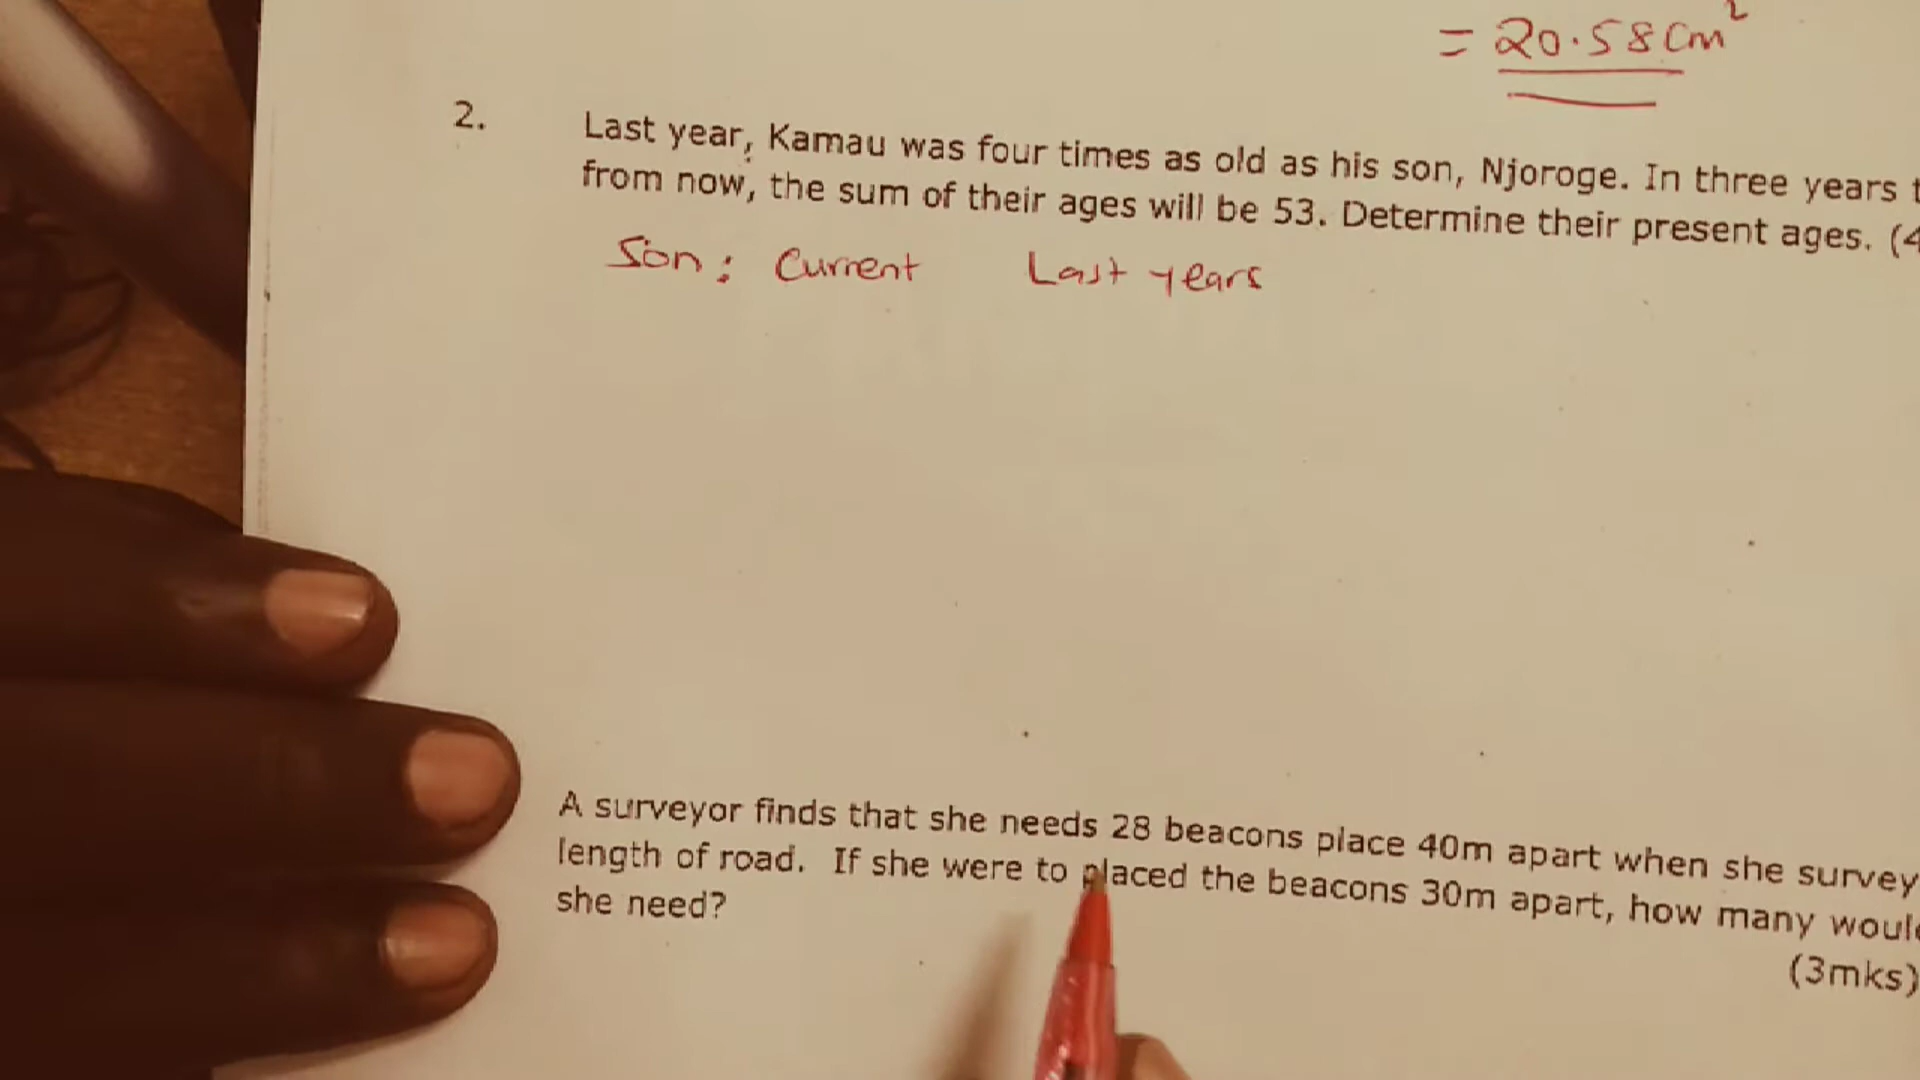 = 20.58cm²
2. Last year, Kamau was four times as old as his son, Njoroge. In three years
from now, the sum of their ages will be 53. Determine their present ages. (4
Son: Current Last years
A surveyor finds that she needs 28 beacons place 40m apart when she survey
length of road. If she were to placed the beacons 30m apart, how many would
she need?
(3mks)